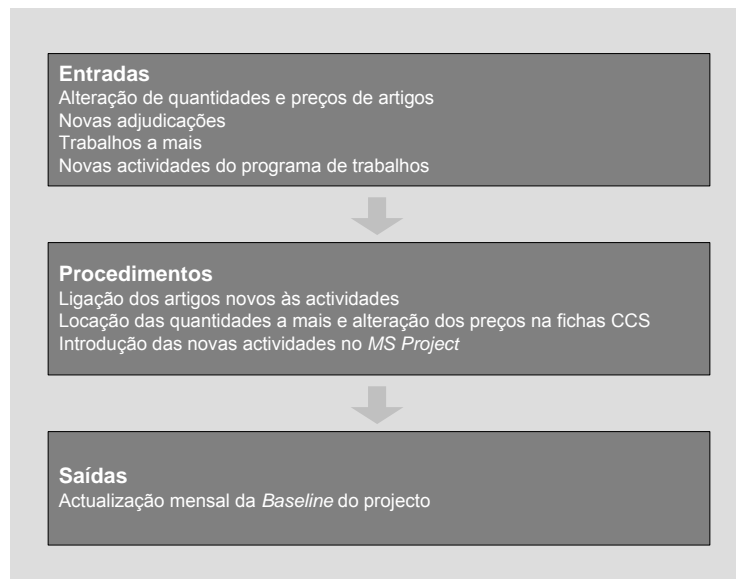 Entradas
Alteração de quantidades e preços de artigos
Novas adjudicações
Trabalhos a mais
Novas actividades do programa de trabalhos
Procedimentos
Ligação dos artigos novos às actividades
Locação das quantidades a mais e alteração dos preços na fichas CCS
Introdução das novas actividades no MS Project
Saídas
Actualização mensal da Baseline do projecto